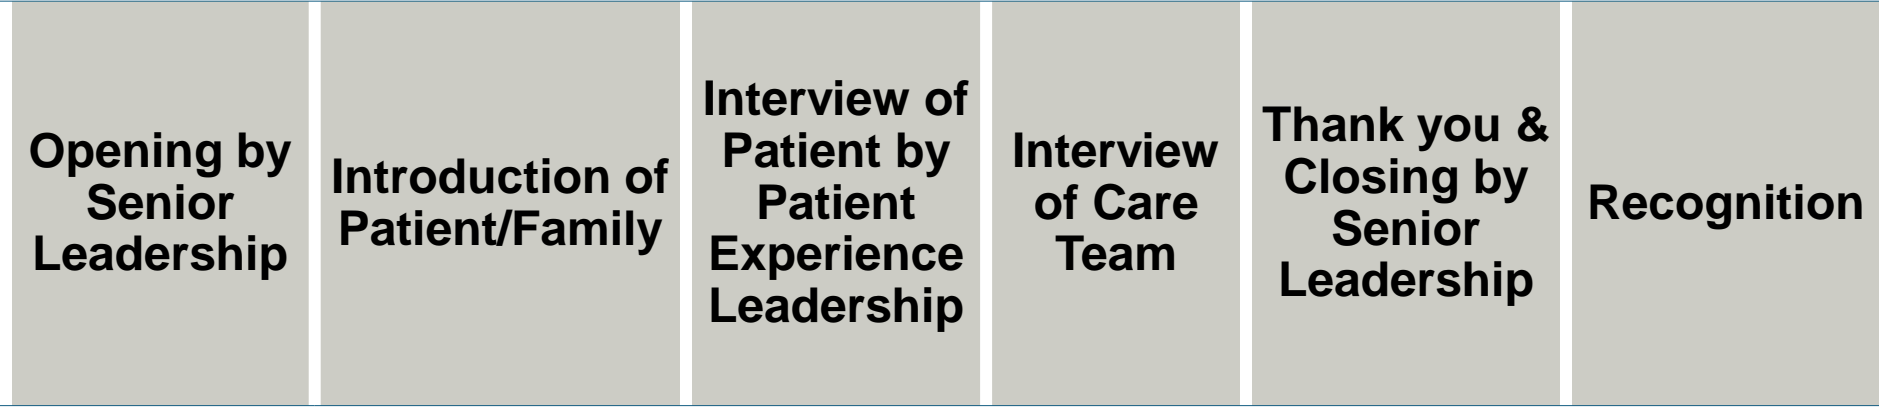 Opening by
Senior
Leadership
Introduction of
Patient/Family
Interview of
Patient by
Patient
Experience
Leadership
Interview
of Care
Team
Thank you &
Closing by
Senior
Leadership
Recognition